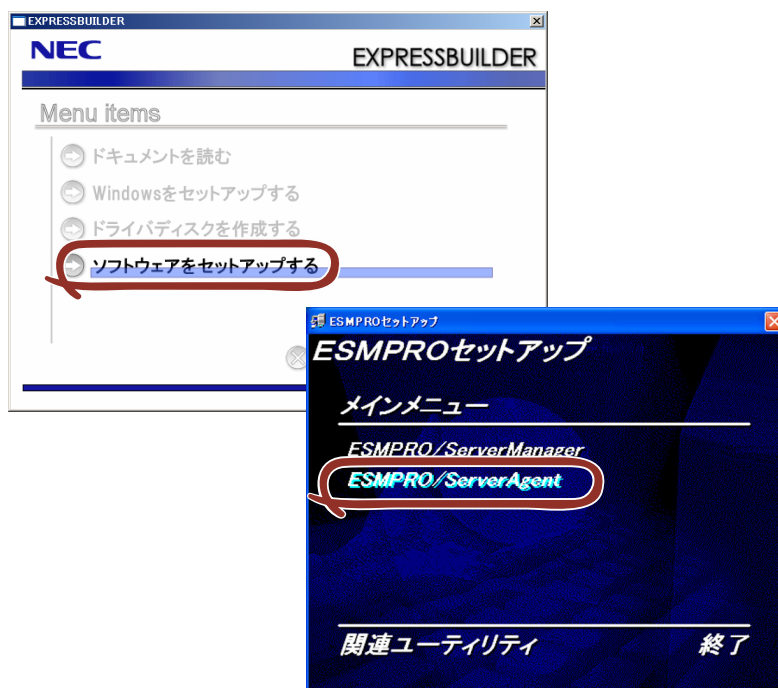 EXPRESSBUILDER
NEC
EXPRESSBUILDER
Menu items
ドキュメントを読む
Windowsをセットアップする
ドライバディスクを作成する
ソフトウェアをセットアップする
ESMPROセットアップ
ESMPROセットアップ
メインメニュー
ESMPRO/ServerManager
ESMPRO/ServerAgent
関連ユーティリティ
終了